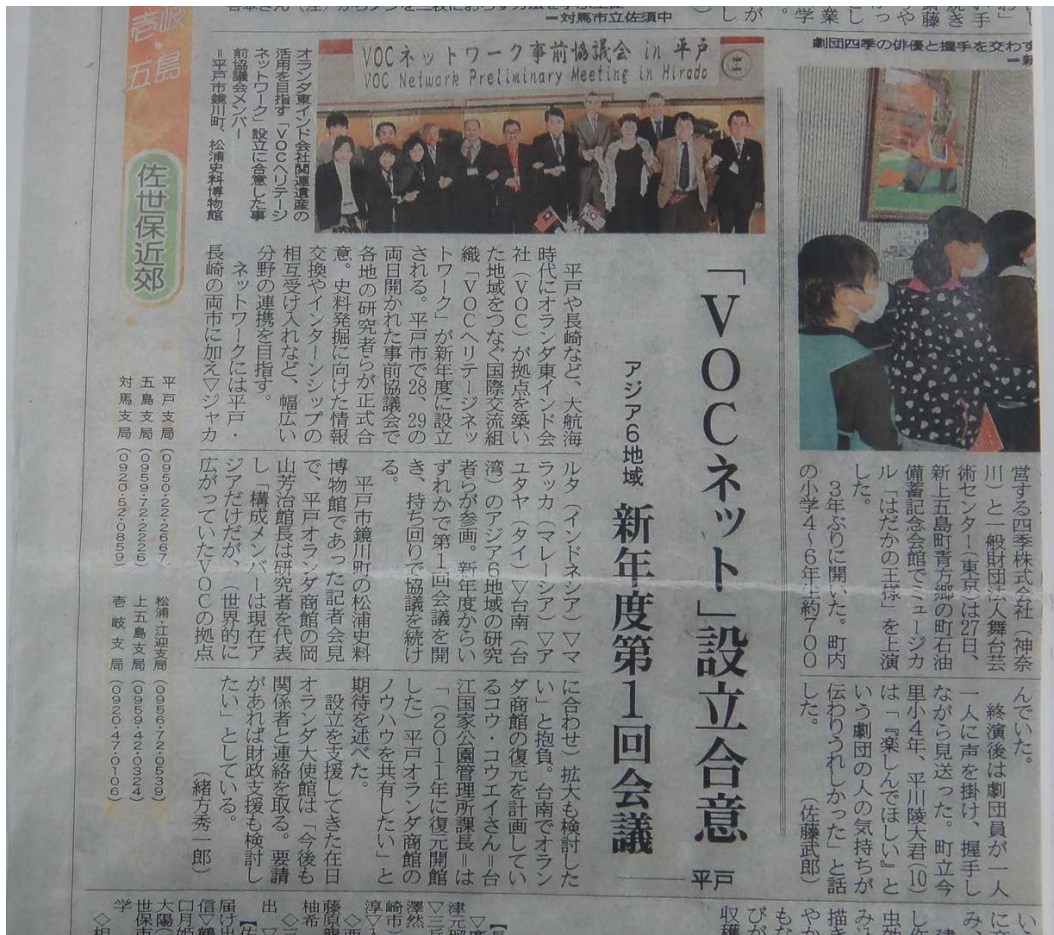 劇団四季の俳優と握手を交わす
営する四季株式会社（神奈
川）と一般財団法人舞台芸
術センター（東京）は27日、
新上五島町青方郷の町石油
備蓄記念会館でミュージカ
ル「はだかの王様」を上演
した。
３年ぶりに開いた。町内
の小学４〜６年生約７００
んでいた。
終演後は劇団員が一人
一人に声を掛け、握手し
ながら見送った。町立今
里小４年、平川陵大君（10）
は「『楽しんでほしい』と
いう劇団の人の気持ちが
伝わりうれしかった」と話
した。　（佐藤武郎）
＝対馬市立佐須中
VOCネットワーク事前協議会 in 平戸
VOC Network Preliminary Meeting in Hirado
オランダ東インド会社関連遺産の
活用を目指す「ＶＯＣヘリテージ
ネットワーク」設立に合意した事
前協議会メンバー
＝平戸市鏡川町、松浦史料博物館
「ＶＯＣネット」設立合意
平戸
アジア６地域　新年度第１回会議
平戸や長崎など、大航海
時代にオランダ東インド会
社（ＶＯＣ）が拠点を築い
た地域をつなぐ国際交流組
織「ＶＯＣヘリテージネッ
トワーク」が新年度に設立
される。平戸市で28、29の
両日開かれた事前協議会で
各地の研究者らが正式合
意。史料発掘に向けた情報
交換やインターンシップの
相互受け入れなど、幅広い
分野の連携を目指す。
ネットワークには平戸・
長崎の両市に加え▽ジャカ
ルタ（インドネシア）▽マ
ラッカ（マレーシア）▽ア
ユタヤ（タイ）▽台南（台
湾）のアジア６地域の研究
者らが参画。新年度からい
ずれかで第１回会議を開
き、持ち回りで協議を続け
る。
平戸市鏡川町の松浦史料
博物館であった記者会見
で、平戸オランダ商館の岡
山芳治館長は研究者を代表
し「構成メンバーは現在ア
ジアだけだが、（世界的に
広がっていたＶＯＣの拠点
に合わせ）拡大も検討した
い」と抱負。台南でオラン
ダ商館の復元を計画してい
るコウ・コウエイさん＝台
江国家公園管理所課長＝は
「（２０１１年に復元開館
した）平戸オランダ商館の
ノウハウを共有したい」と
期待を述べた。
設立を支援してきた在日
オランダ大使館は「今後も
関係者と連絡を取る。要請
があれば財政支援も検討し
たい」としている。
（緒方秀一郎）
壱岐・
五島
佐世保近郊
平戸支局（0950・22・2667）
五島支局（0959・72・2226）
対馬支局（0920・52・0859）
松浦・江迎支局（0956・72・0539）
上五島支局（0959・42・0324）
壱岐支局（0920・47・0106）